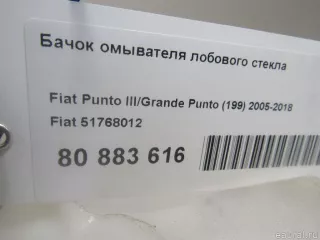 Бачок омывателя лобового стекла
Fiat Punto III/Grande Punto (199) 2005-2018
Fiat 51768012
80 883 616